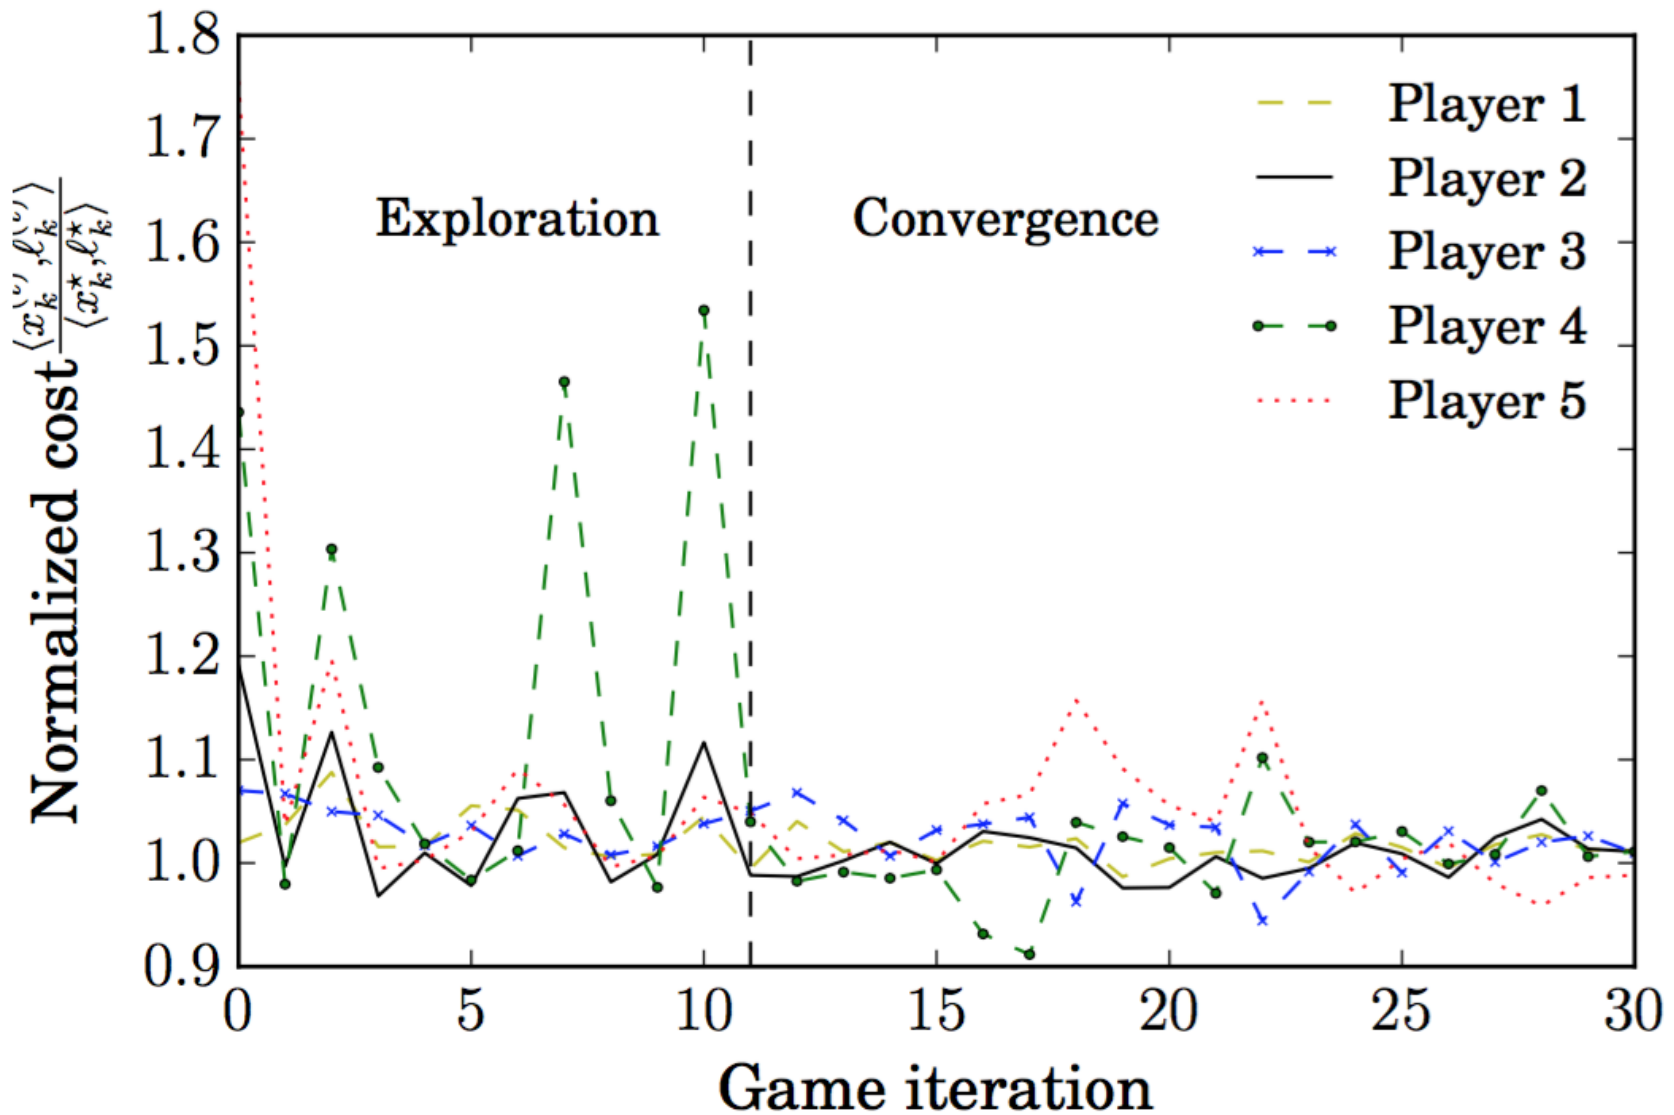 1.8
1.7
1.6
1.5
1.4
1.3
1.2
1.1
1.0
0.9
0 5 10 15 20 25 30
Normalized cost
Game iteration
Exploration
Convergence
Player 1
Player 2
Player 3
Player 4
Player 5